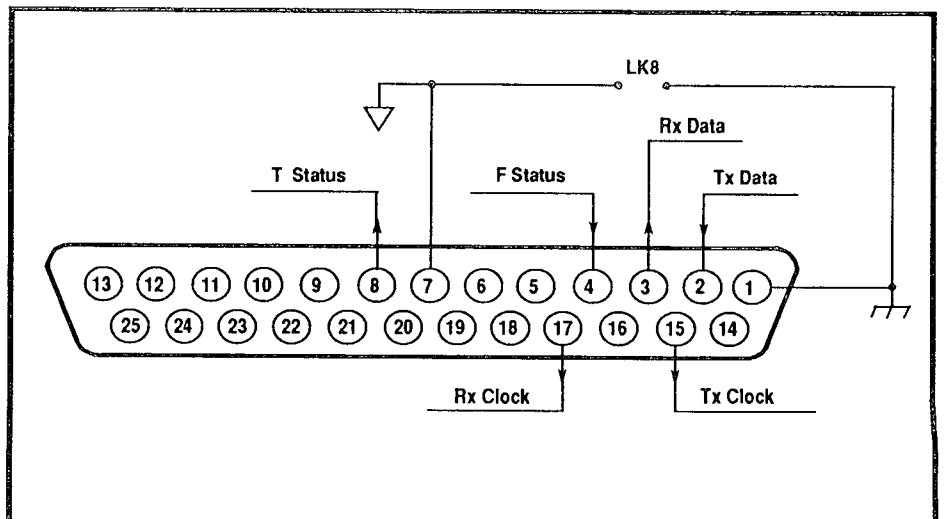 LK8
Rx Data
T Status
F Status
Tx Data
13 12 11 10 9 8 7 6 5 4 3 2 1
25 24 23 22 21 20 19 18 17 16 15 14
Rx Clock
Tx Clock